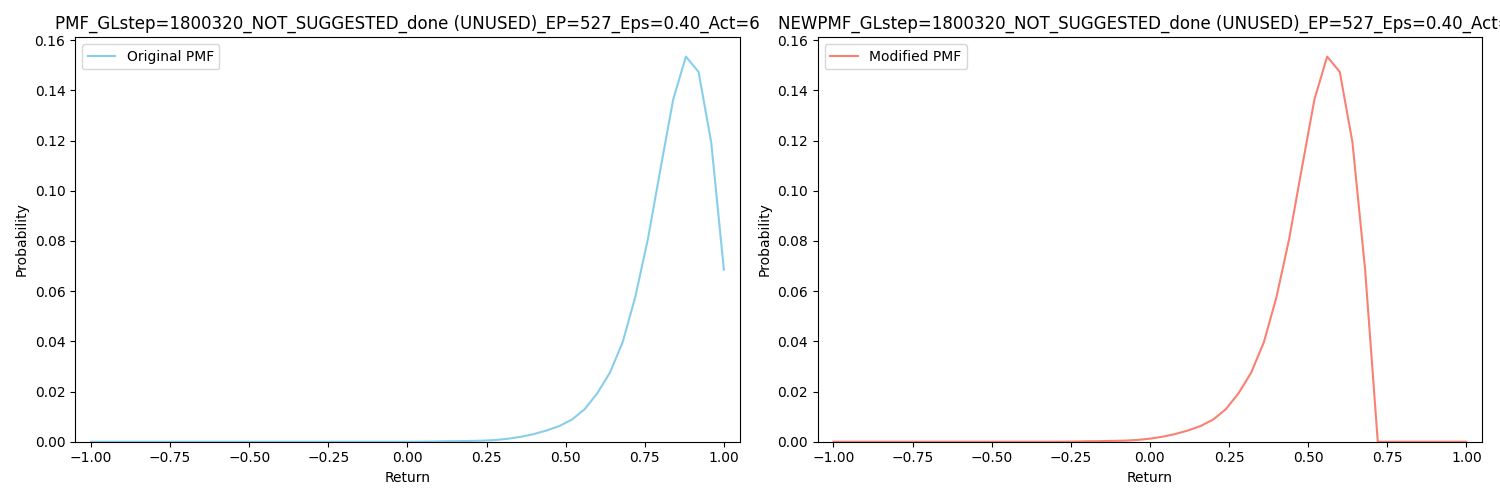 PMF_GLstep=1800320_NOT_SUGGESTED_done (UNUSED)_EP=527_Eps=0.40_Act=6
Original PMF
Probability
0.16
0.14
0.12
0.10
0.08
0.06
0.04
0.02
0.00
−1.00 −0.75 −0.50 −0.25 0.00 0.25 0.50 0.75 1.00
Return
NEWPMF_GLstep=1800320_NOT_SUGGESTED_done (UNUSED)_EP=527_Eps=0.40_Act=
Modified PMF
Probability
0.16
0.14
0.12
0.10
0.08
0.06
0.04
0.02
0.00
−1.00 −0.75 −0.50 −0.25 0.00 0.25 0.50 0.75 1.00
Return